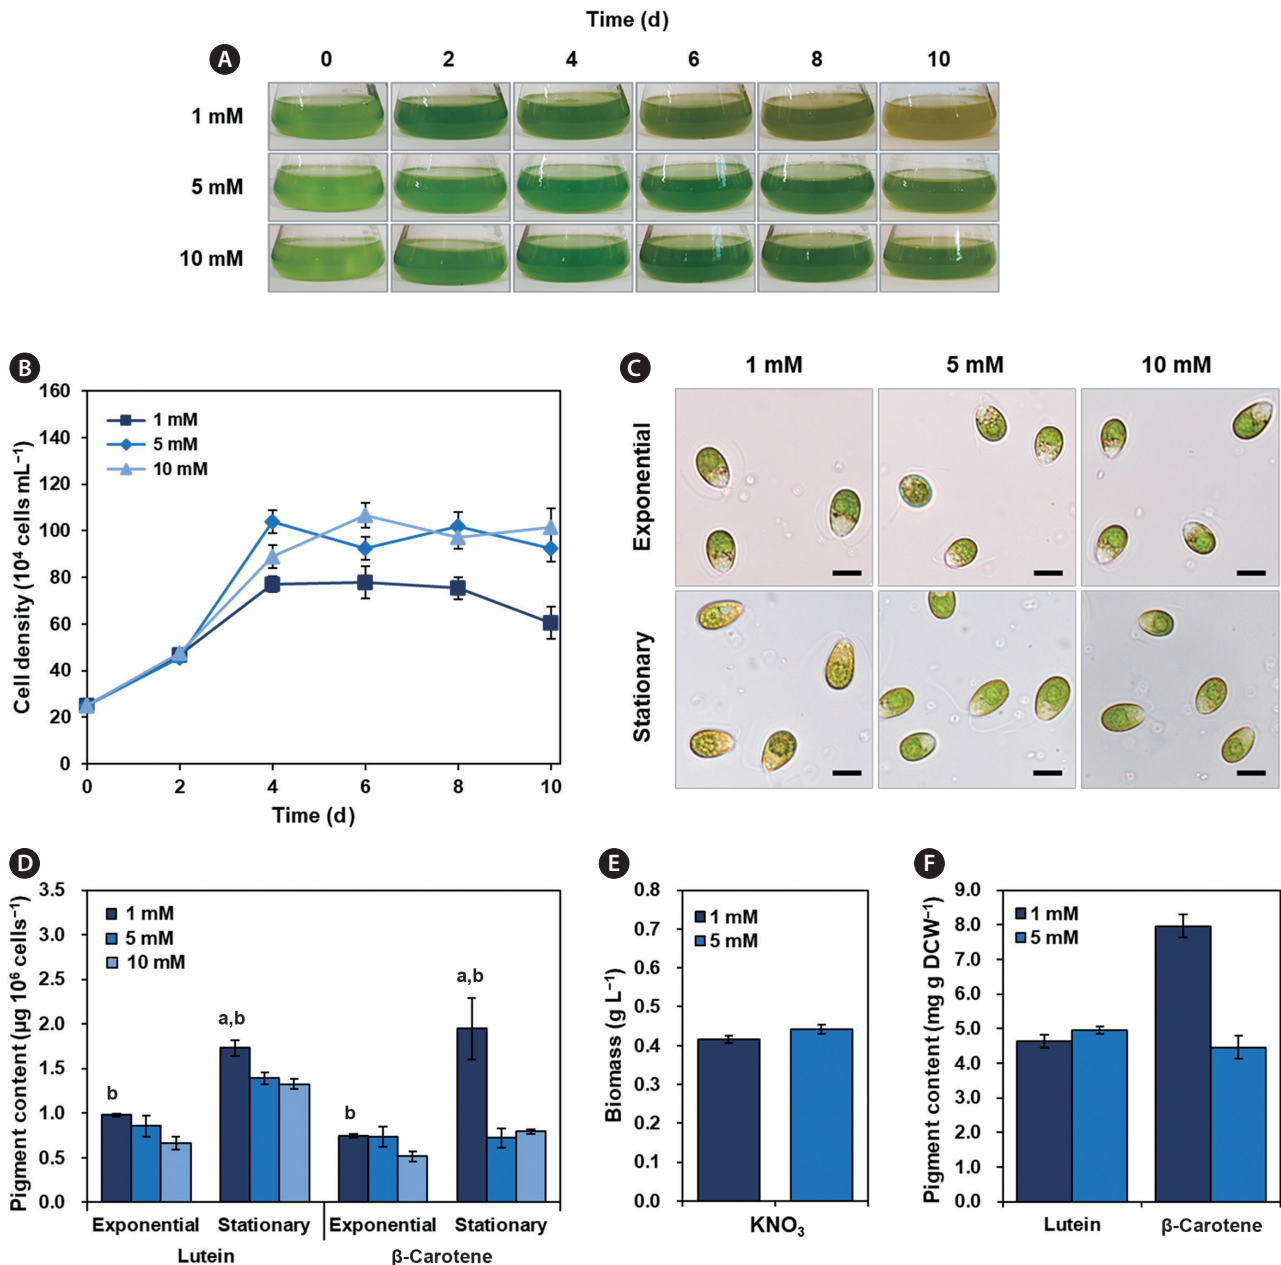 Time (d)
A
0 2 4 6 8 10
1 mM
5 mM
10 mM
B
160
140
120
100
80
60
40
20
0
Cell density (10⁴ cells mL⁻¹)
1 mM
5 mM
10 mM
0 2 4 6 8 10
Time (d)
C
1 mM 5 mM 10 mM
Exponential
Stationary
D
3.5
3.0
2.5
2.0
1.5
1.0
0.5
0.0
Pigment content (µg 10⁶ cells⁻¹)
1 mM
5 mM
10 mM
b
a,b
b
a,b
Exponential Stationary Exponential Stationary
Lutein β-Carotene
E
0.8
0.7
0.6
0.5
0.4
0.3
0.2
0.1
0.0
Biomass (g L⁻¹)
1 mM
5 mM
KNO₃
F
9.0
8.0
7.0
6.0
5.0
4.0
3.0
2.0
1.0
0.0
Pigment content (mg g DCW⁻¹)
1 mM
5 mM
Lutein β-Carotene